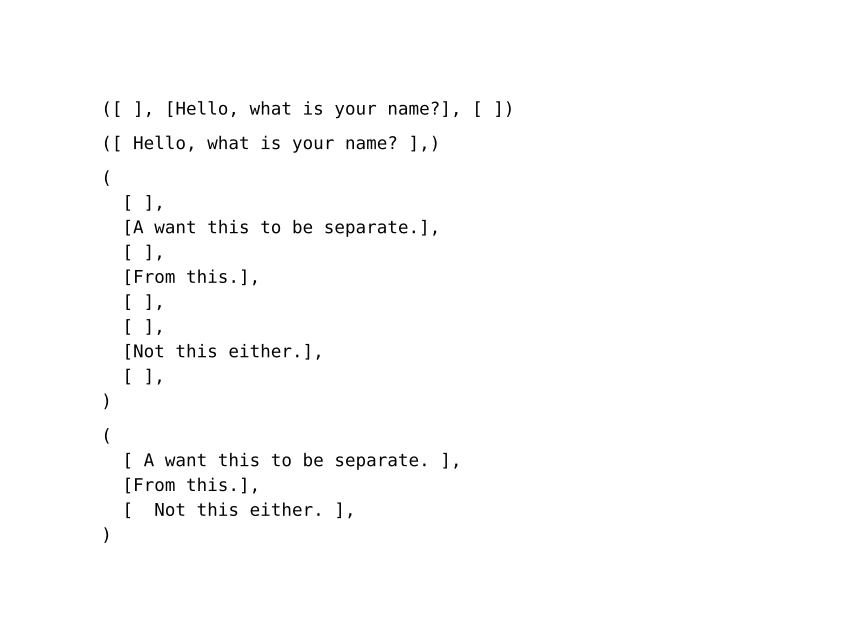 ([ ], [Hello, what is your name?], [ ])
([ Hello, what is your name? ],)
(
  [ ],
  [A want this to be separate.],
  [ ],
  [From this.],
  [ ],
  [ ],
  [Not this either.],
  [ ],
)
(
  [ A want this to be separate. ],
  [From this.],
  [  Not this either. ],
)